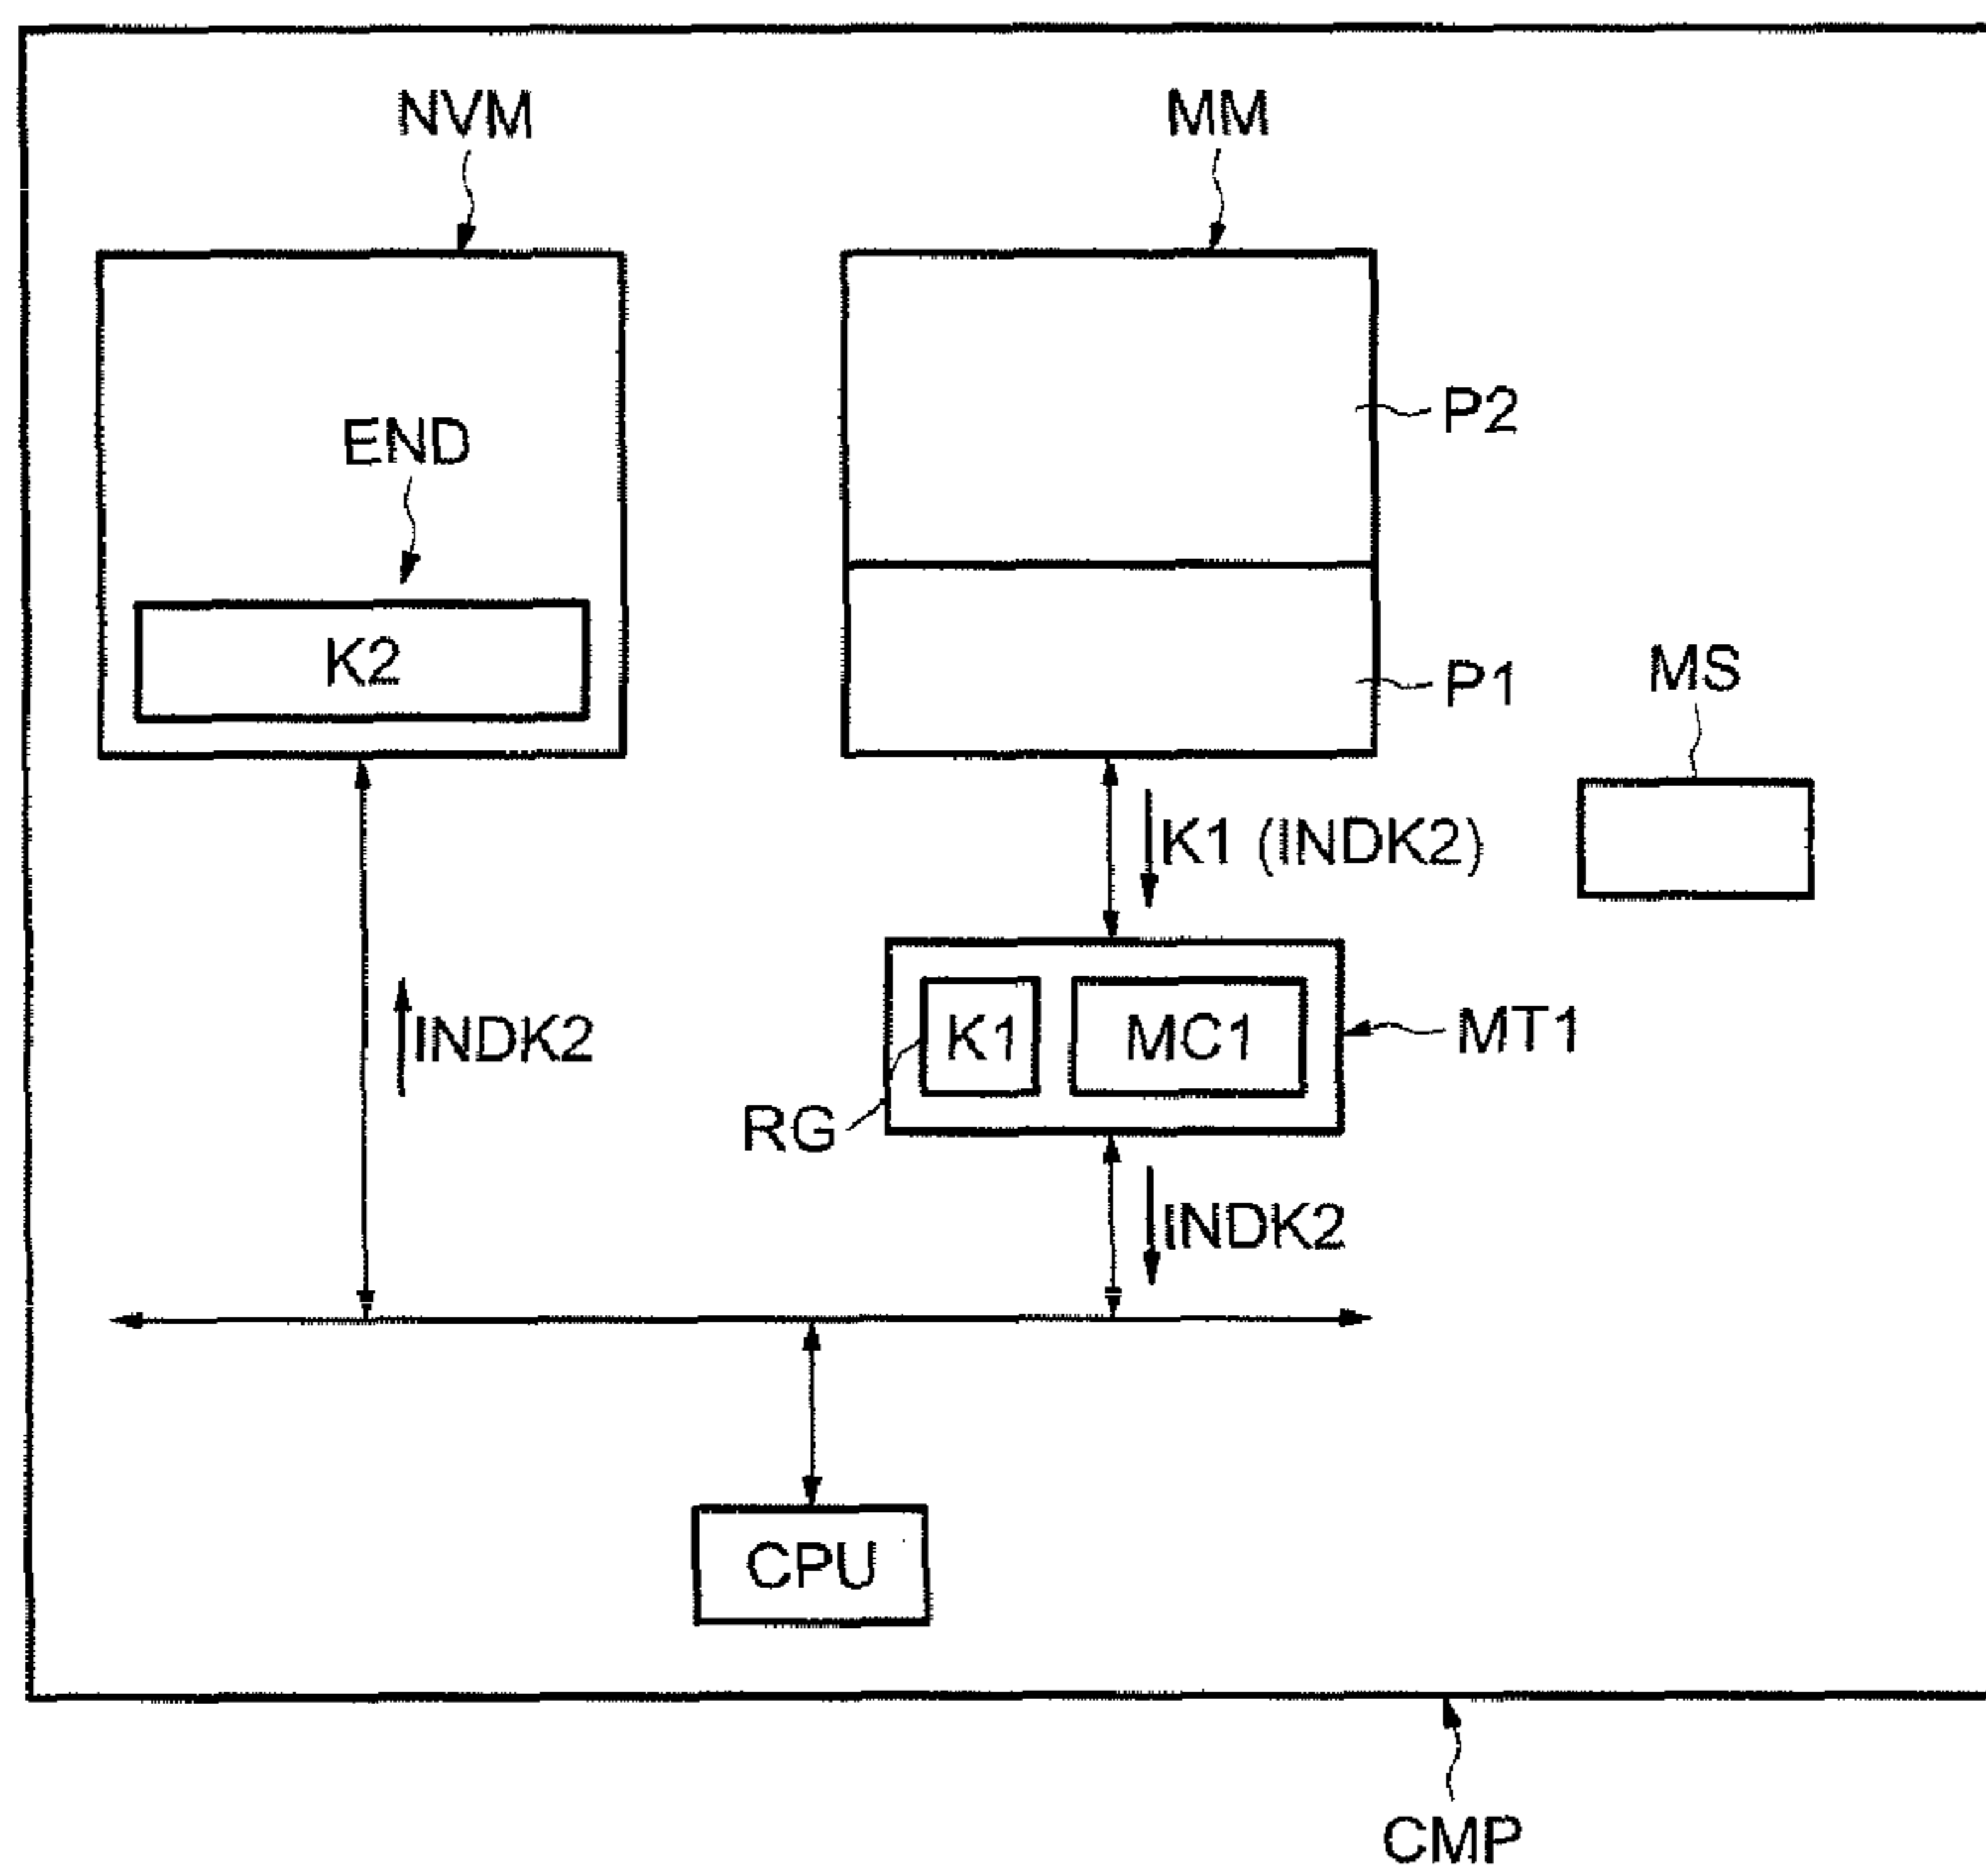 NVM
MM
END
P2
K2
P1
MS
K1 (INDK2)
INDK2
K1
MC1
MT1
RG
INDK2
CPU
CMP